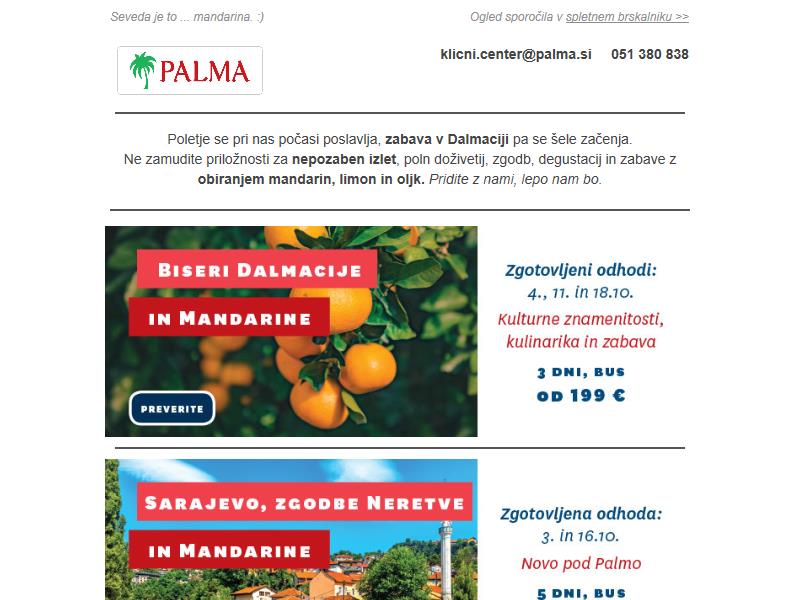 Seveda je to ... mandarina. :)
Ogled sporočila v spletnem brskalniku >>
PALMA
klicni.center@palma.si 051 380 838
Poletje se pri nas počasi poslavlja, zabava v Dalmaciji pa se šele začenja.
Ne zamudite priložnosti za nepozaben izlet, poln doživetij, zgodb, degustacij in zabave z
obiranjem mandarin, limon in oljk. Pridite z nami, lepo nam bo.
Biseri Dalmacije
in Mandarine
PREVERITE
Zgotovljeni odhodi:
4., 11. in 18.10.
Kulturne znamenitosti,
kulinarika in zabava
3 DNI, BUS
OD 199 €
Sarajevo, zgodbe Neretve
in Mandarine
Zgotovljena odhoda:
3. in 16.10.
Novo pod Palmo
5 DNI, BUS